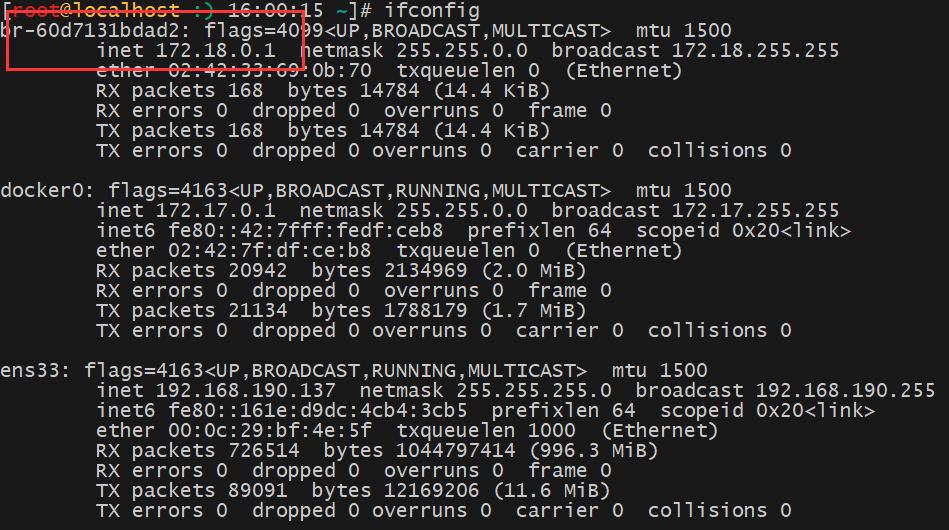 [root@localhost :) 16:00:15 ~]# ifconfig
br-60d7131bdad2: flags=4099<UP,BROADCAST,MULTICAST>  mtu 1500
        inet 172.18.0.1  netmask 255.255.0.0  broadcast 172.18.255.255
        ether 02:42:33:69:0b:70  txqueuelen 0  (Ethernet)
        RX packets 168  bytes 14784 (14.4 KiB)
        RX errors 0  dropped 0  overruns 0  frame 0
        TX packets 168  bytes 14784 (14.4 KiB)
        TX errors 0  dropped 0 overruns 0  carrier 0  collisions 0

docker0: flags=4163<UP,BROADCAST,RUNNING,MULTICAST>  mtu 1500
        inet 172.17.0.1  netmask 255.255.0.0  broadcast 172.17.255.255
        inet6 fe80::42:7fff:fedf:ceb8  prefixlen 64  scopeid 0x20<link>
        ether 02:42:7f:df:ce:b8  txqueuelen 0  (Ethernet)
        RX packets 20942  bytes 2134969 (2.0 MiB)
        RX errors 0  dropped 0  overruns 0  frame 0
        TX packets 21134  bytes 1788179 (1.7 MiB)
        TX errors 0  dropped 0 overruns 0  carrier 0  collisions 0

ens33: flags=4163<UP,BROADCAST,RUNNING,MULTICAST>  mtu 1500
        inet 192.168.190.137  netmask 255.255.255.0  broadcast 192.168.190.255
        inet6 fe80::161e:d9dc:4cb4:3cb5  prefixlen 64  scopeid 0x20<link>
        ether 00:0c:29:bf:4e:5f  txqueuelen 1000  (Ethernet)
        RX packets 726514  bytes 1044797414 (996.3 MiB)
        RX errors 0  dropped 0  overruns 0  frame 0
        TX packets 89091  bytes 12169206 (11.6 MiB)
        TX errors 0  dropped 0 overruns 0  carrier 0  collisions 0